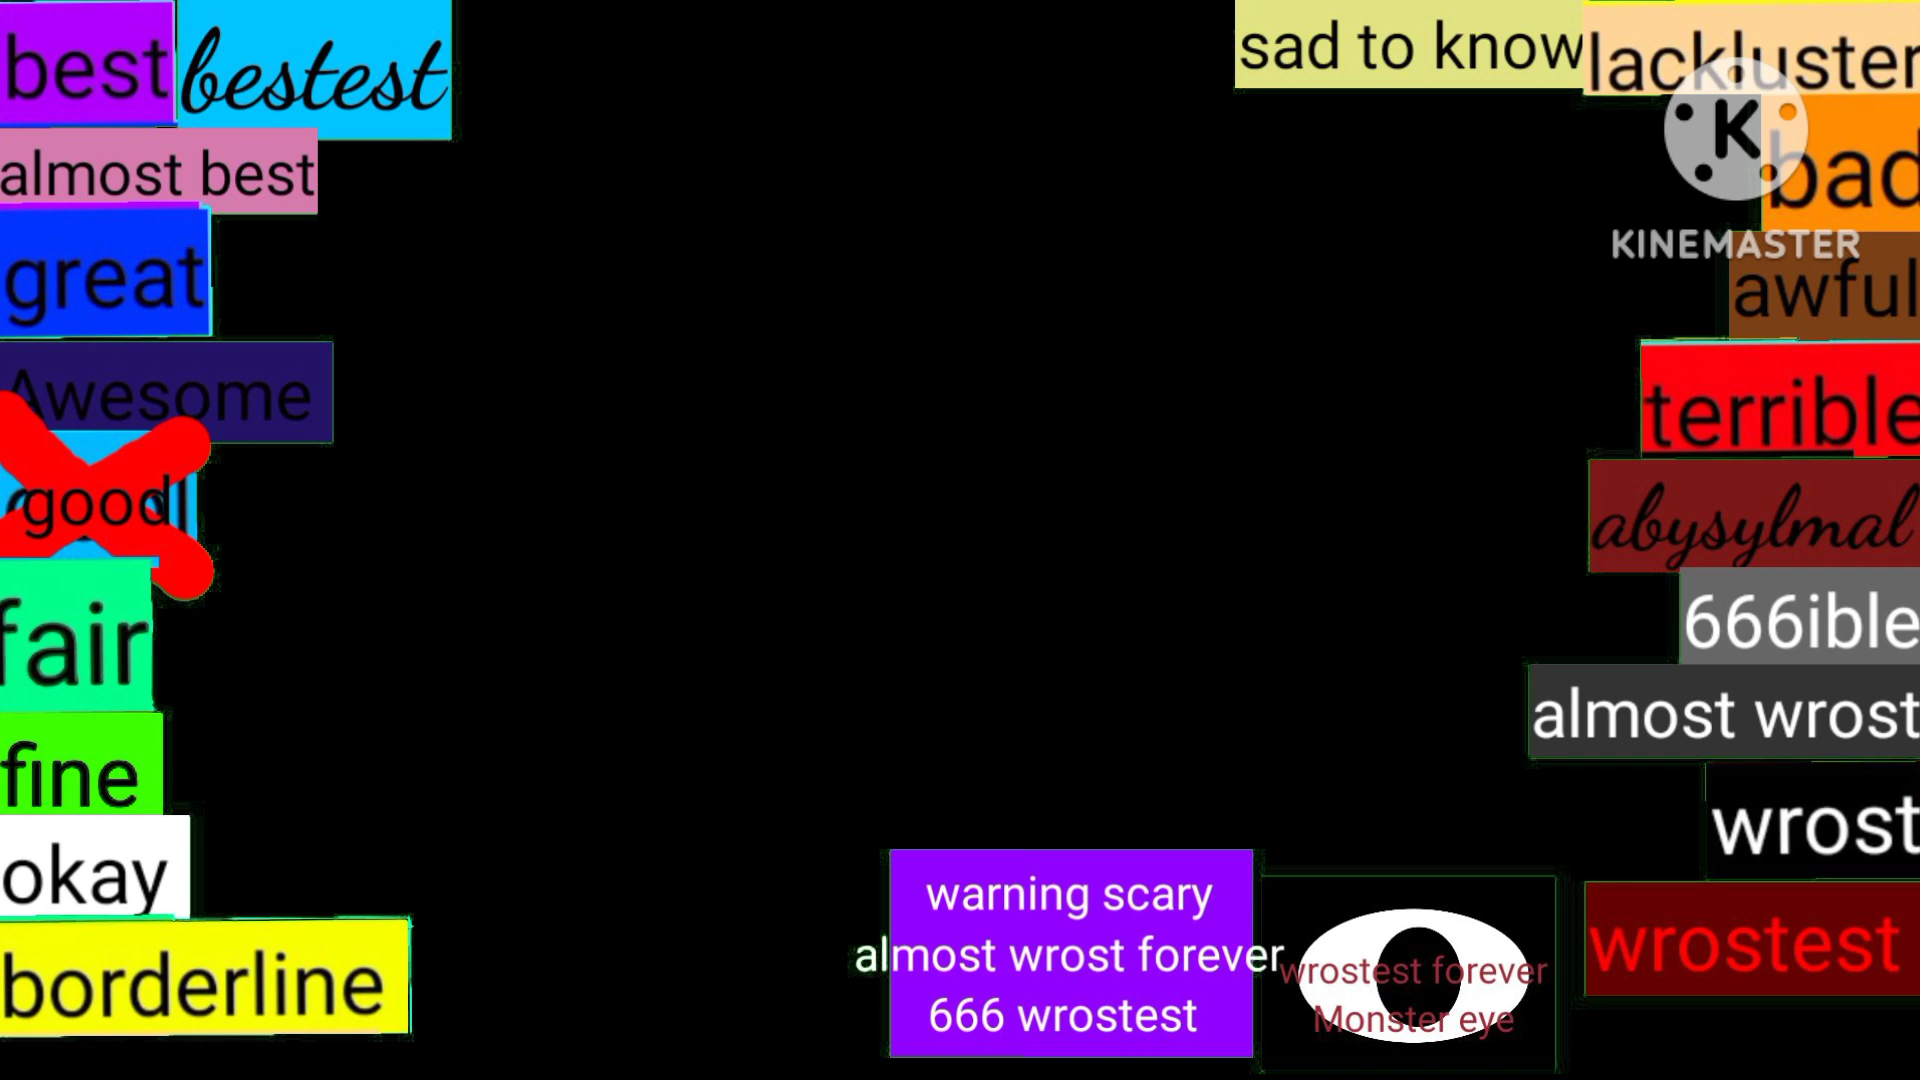 best
bestest
almost best
great
Awesome
good
fair
fine
okay
borderline
sad to know
lackluster
K
bad
KINEMASTER
awful
terrible
abysylmal
666ible
almost wrost
wrost
wrostest
warning scary
almost wrost forever
666 wrostest
wrostest forever
Monster eye